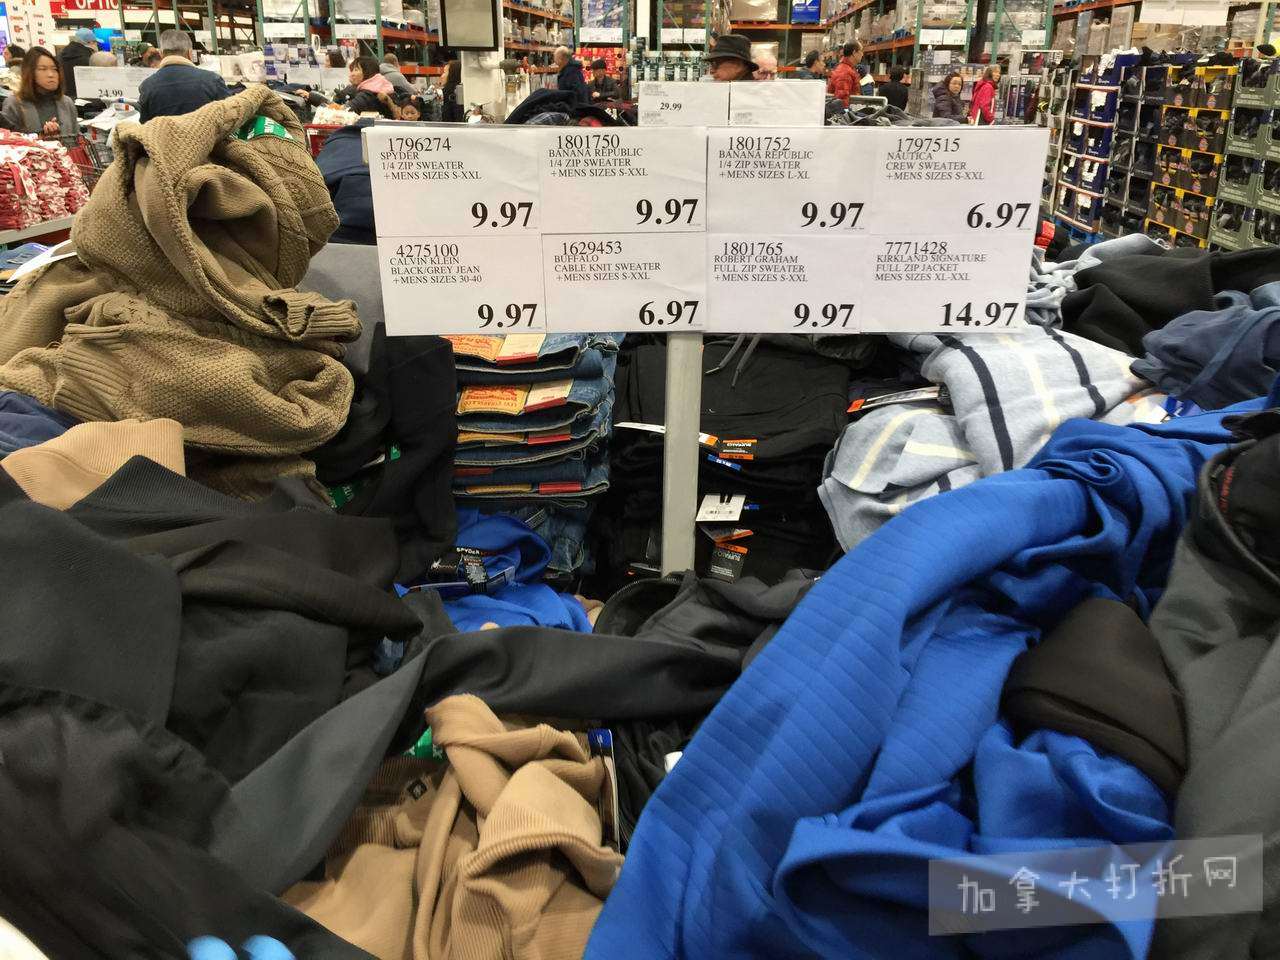 OPTIC
24.99
29.99
1796274
SPYDER
1/4 ZIP SWEATER
+MENS SIZES S-XXL
9.97
1801750
BANANA REPUBLIC
1/4 ZIP SWEATER
+MENS SIZES S-XXL
9.97
1801752
BANANA REPUBLIC
1/4 ZIP SWEATER
+MENS SIZES L-XL
9.97
1797515
NAUTICA
CREW SWEATER
+MENS SIZES S-XXL
6.97
4275100
CALVIN KLEIN
BLACK/GREY JEAN
+MENS SIZES 30-40
9.97
1629453
BUFFALO
CABLE KNIT SWEATER
+MENS SIZES S-XXL
6.97
1801765
ROBERT GRAHAM
FULL ZIP SWEATER
+MENS SIZES S-XXL
9.97
7771428
KIRKLAND SIGNATURE
FULL ZIP JACKET
MENS SIZES XL-XXL
14.97
SPYDER
BUFFALO
加拿大打折网